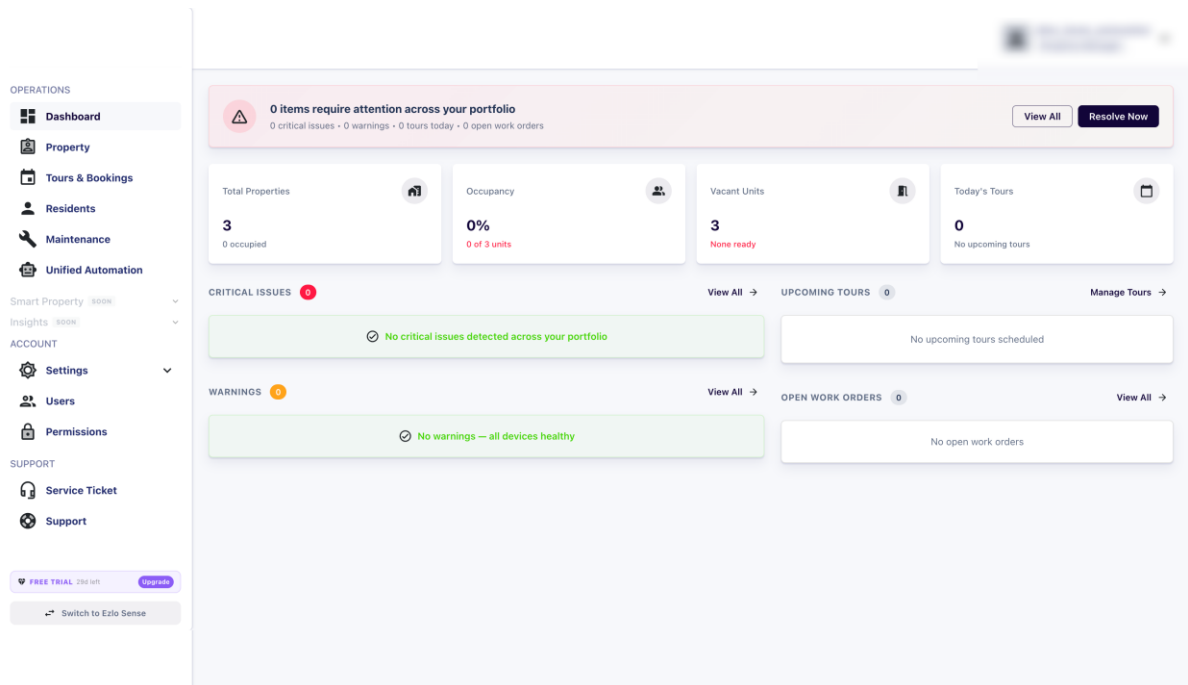 OPERATIONS
Dashboard
Property
Tours & Bookings
Residents
Maintenance
Unified Automation
Smart Property SOON
Insights SOON
ACCOUNT
Settings
Users
Permissions
SUPPORT
Service Ticket
Support
FREE TRIAL 29d left Upgrade
Switch to Ezlo Sense
0 items require attention across your portfolio
0 critical issues • 0 warnings • 0 tours today • 0 open work orders
View All Resolve Now
Total Properties
3
0 occupied
Occupancy
0%
0 of 3 units
Vacant Units
3
None ready
Today's Tours
0
No upcoming tours
CRITICAL ISSUES 0 View All →
No critical issues detected across your portfolio
WARNINGS 0 View All →
No warnings — all devices healthy
UPCOMING TOURS 0 Manage Tours →
No upcoming tours scheduled
OPEN WORK ORDERS 0 View All →
No open work orders